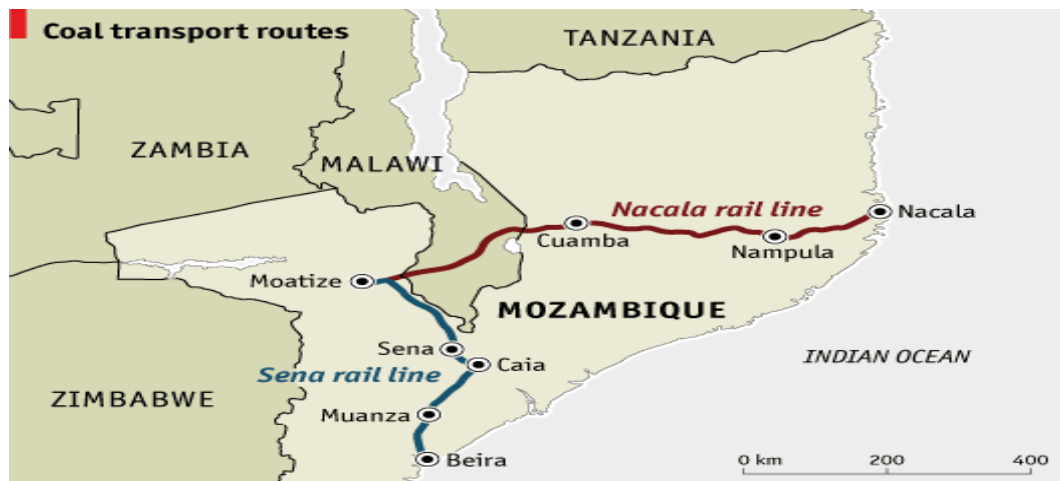 Coal transport routes
TANZANIA
ZAMBIA
MALAWI
Nacala rail line
Nacala
Cuamba
Nampula
Moatize
MOZAMBIQUE
Sena
Caia
INDIAN OCEAN
Sena rail line
ZIMBABWE
Muanza
Beira
0 km 200 400